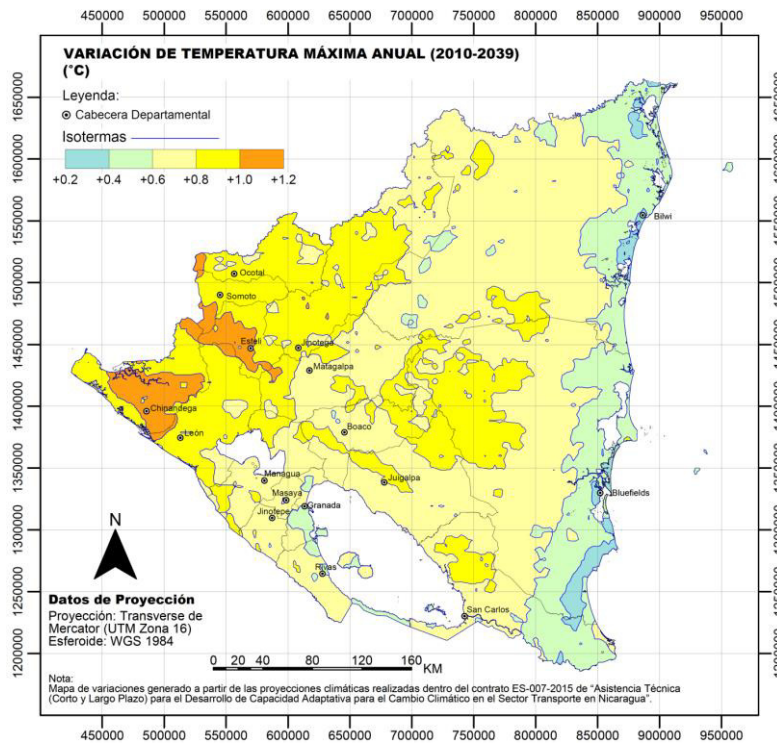 450000 500000 550000 600000 650000 700000 750000 800000 850000 900000 950000
VARIACIÓN DE TEMPERATURA MÁXIMA ANUAL (2010-2039)
(°C)
Leyenda:
Cabecera Departamental
Isotermas
+0.2 +0.4 +0.6 +0.8 +1.0 +1.2
1650000
1600000
1550000
1500000
1450000
1400000
1350000
1300000
1250000
1200000
Bilwi
Ocotal
Somoto
Estelí
Jinotega
Matagalpa
Chinandega
León
Boaco
Managua
Juigalpa
Masaya
Granada
Bluefields
Jinotepe
Rivas
San Carlos
N
Datos de Proyección
Proyección: Transverse de
Mercator (UTM Zona 16)
Esferoide: WGS 1984
0 20 40 80 120 160
KM
Nota:
Mapa de variaciones generado a partir de las proyecciones climáticas realizadas dentro del contrato ES-007-2015 de "Asistencia Técnica
(Corto y Largo Plazo) para el Desarrollo de Capacidad Adaptativa para el Cambio Climático en el Sector Transporte en Nicaragua".
450000 500000 550000 600000 650000 700000 750000 800000 850000 900000 950000